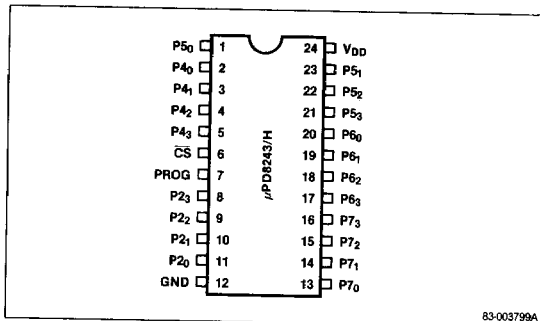 P5₀ 1 24 VDD
P4₀ 2 23 P5₁
P4₁ 3 22 P5₂
P4₂ 4 21 P5₃
P4₃ 5 20 P6₀
C̅S̅ 6 19 P6₁
PROG 7 18 P6₂
P2₃ 8 17 P6₃
P2₂ 9 16 P7₃
P2₁ 10 15 P7₂
P2₀ 11 14 P7₁
GND 12 13 P7₀
μPD8243/H
83-003799A